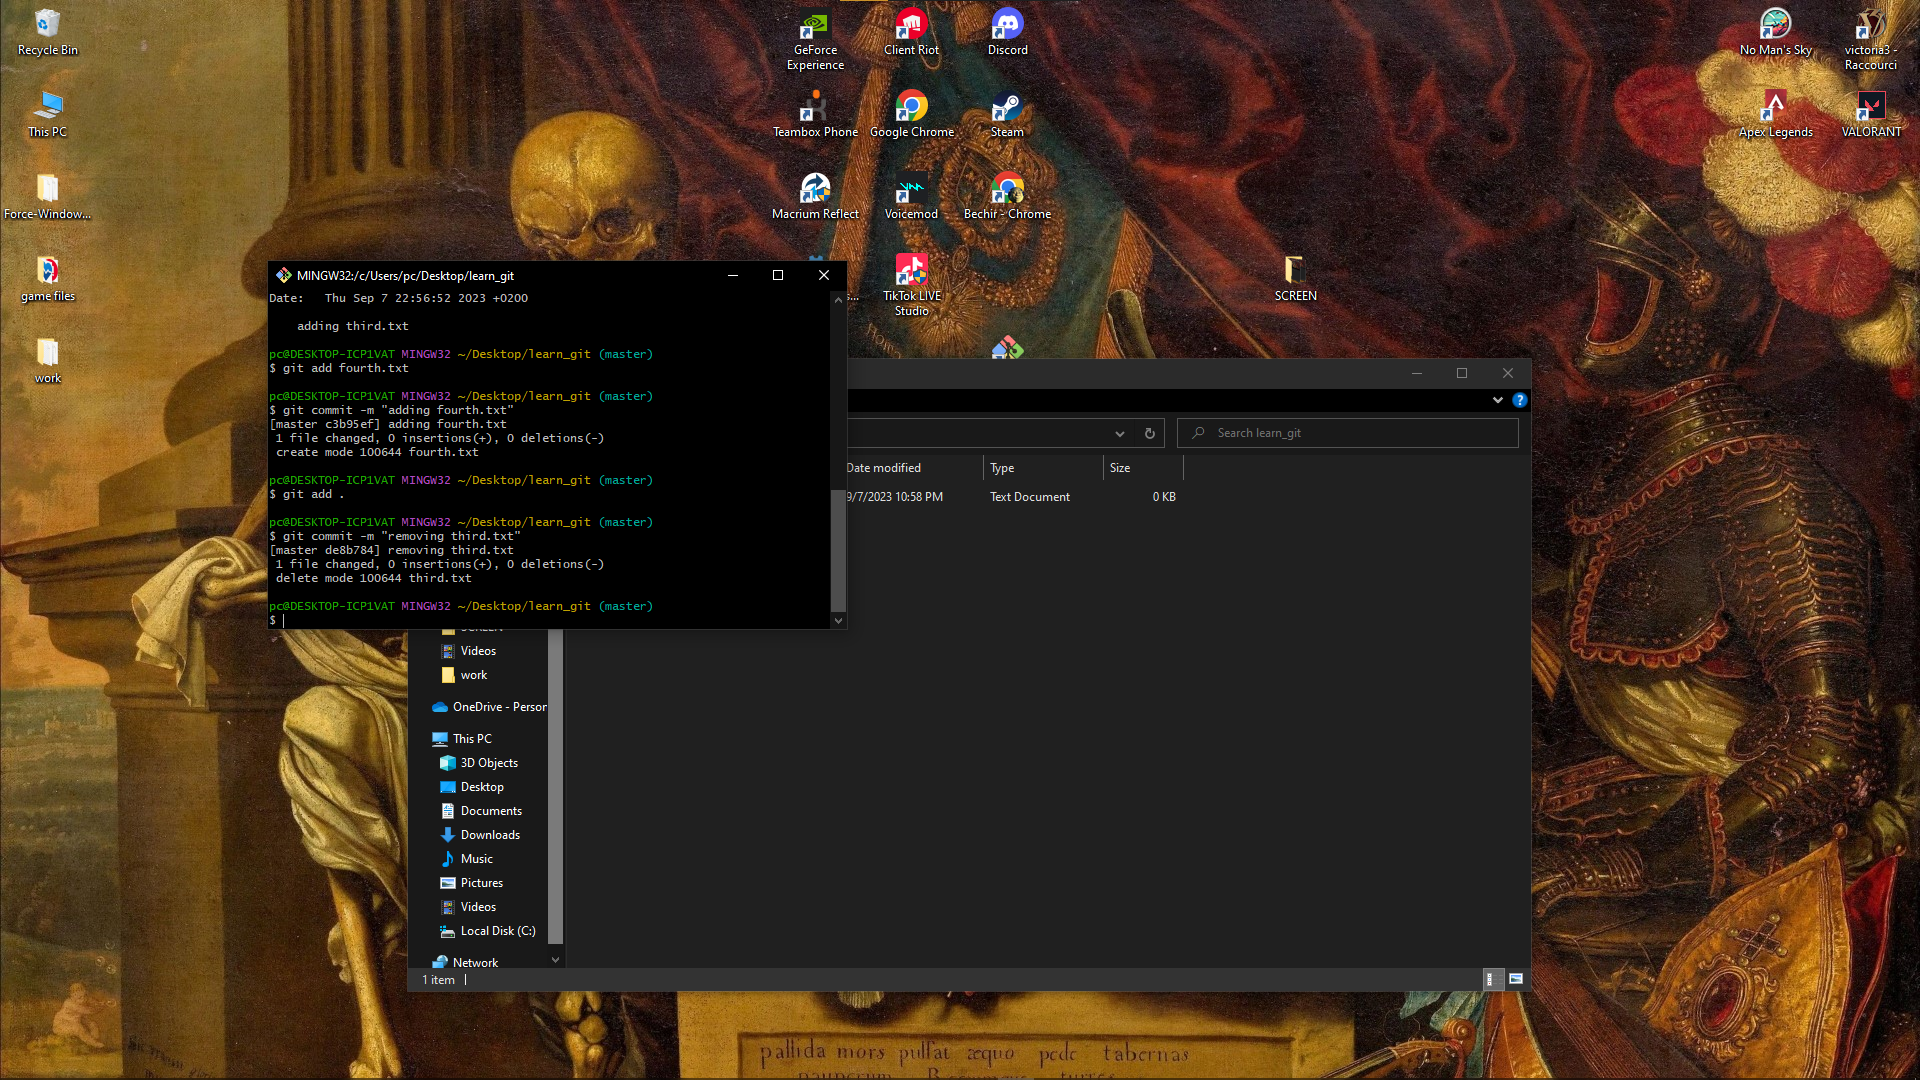 Recycle Bin
This PC
Force-Window...
game files
work
GeForce
Experience
Client Riot
Discord
Teambox Phone
Google Chrome
Steam
Macrium Reflect
Voicemod
Bechir - Chrome
s...
TikTok LIVE
Studio
SCREEN
No Man's Sky
victoria3 -
Raccourci
Apex Legends
VALORANT
MINGW32:/c/Users/pc/Desktop/learn_git
Date:   Thu Sep 7 22:56:52 2023 +0200
adding third.txt
pc@DESKTOP-ICP1VAT MINGW32 ~/Desktop/learn_git (master)
$ git add fourth.txt
pc@DESKTOP-ICP1VAT MINGW32 ~/Desktop/learn_git (master)
$ git commit -m "adding fourth.txt"
[master c3b95ef] adding fourth.txt
1 file changed, 0 insertions(+), 0 deletions(-)
create mode 100644 fourth.txt
pc@DESKTOP-ICP1VAT MINGW32 ~/Desktop/learn_git (master)
$ git add .
pc@DESKTOP-ICP1VAT MINGW32 ~/Desktop/learn_git (master)
$ git commit -m "removing third.txt"
[master de8b784] removing third.txt
1 file changed, 0 insertions(+), 0 deletions(-)
delete mode 100644 third.txt
pc@DESKTOP-ICP1VAT MINGW32 ~/Desktop/learn_git (master)
$
Search learn_git
Date modified
Type
Size
9/7/2023 10:58 PM
Text Document
0 KB
SCREEN
Videos
work
OneDrive - Person
This PC
3D Objects
Desktop
Documents
Downloads
Music
Pictures
Videos
Local Disk (C:)
Network
1 item
pallida mors pulsat æquo pede tabernas